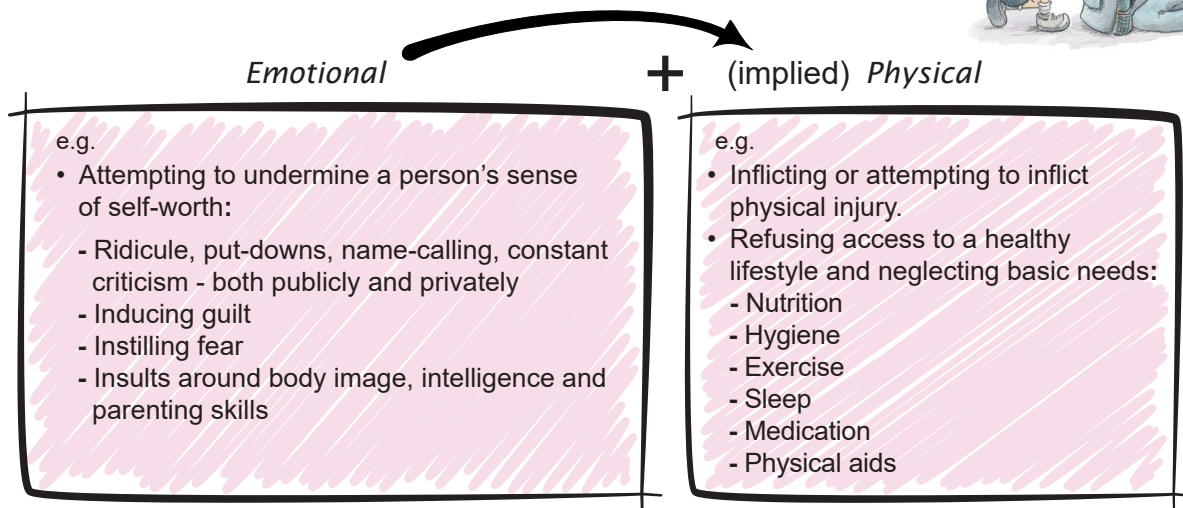 Emotional
+ (implied) Physical
e.g.
• Attempting to undermine a person’s sense
of self-worth:
- Ridicule, put-downs, name-calling, constant
criticism - both publicly and privately
- Inducing guilt
- Instilling fear
- Insults around body image, intelligence and
parenting skills
e.g.
• Inflicting or attempting to inflict
physical injury.
• Refusing access to a healthy
lifestyle and neglecting basic needs:
- Nutrition
- Hygiene
- Exercise
- Sleep
- Medication
- Physical aids